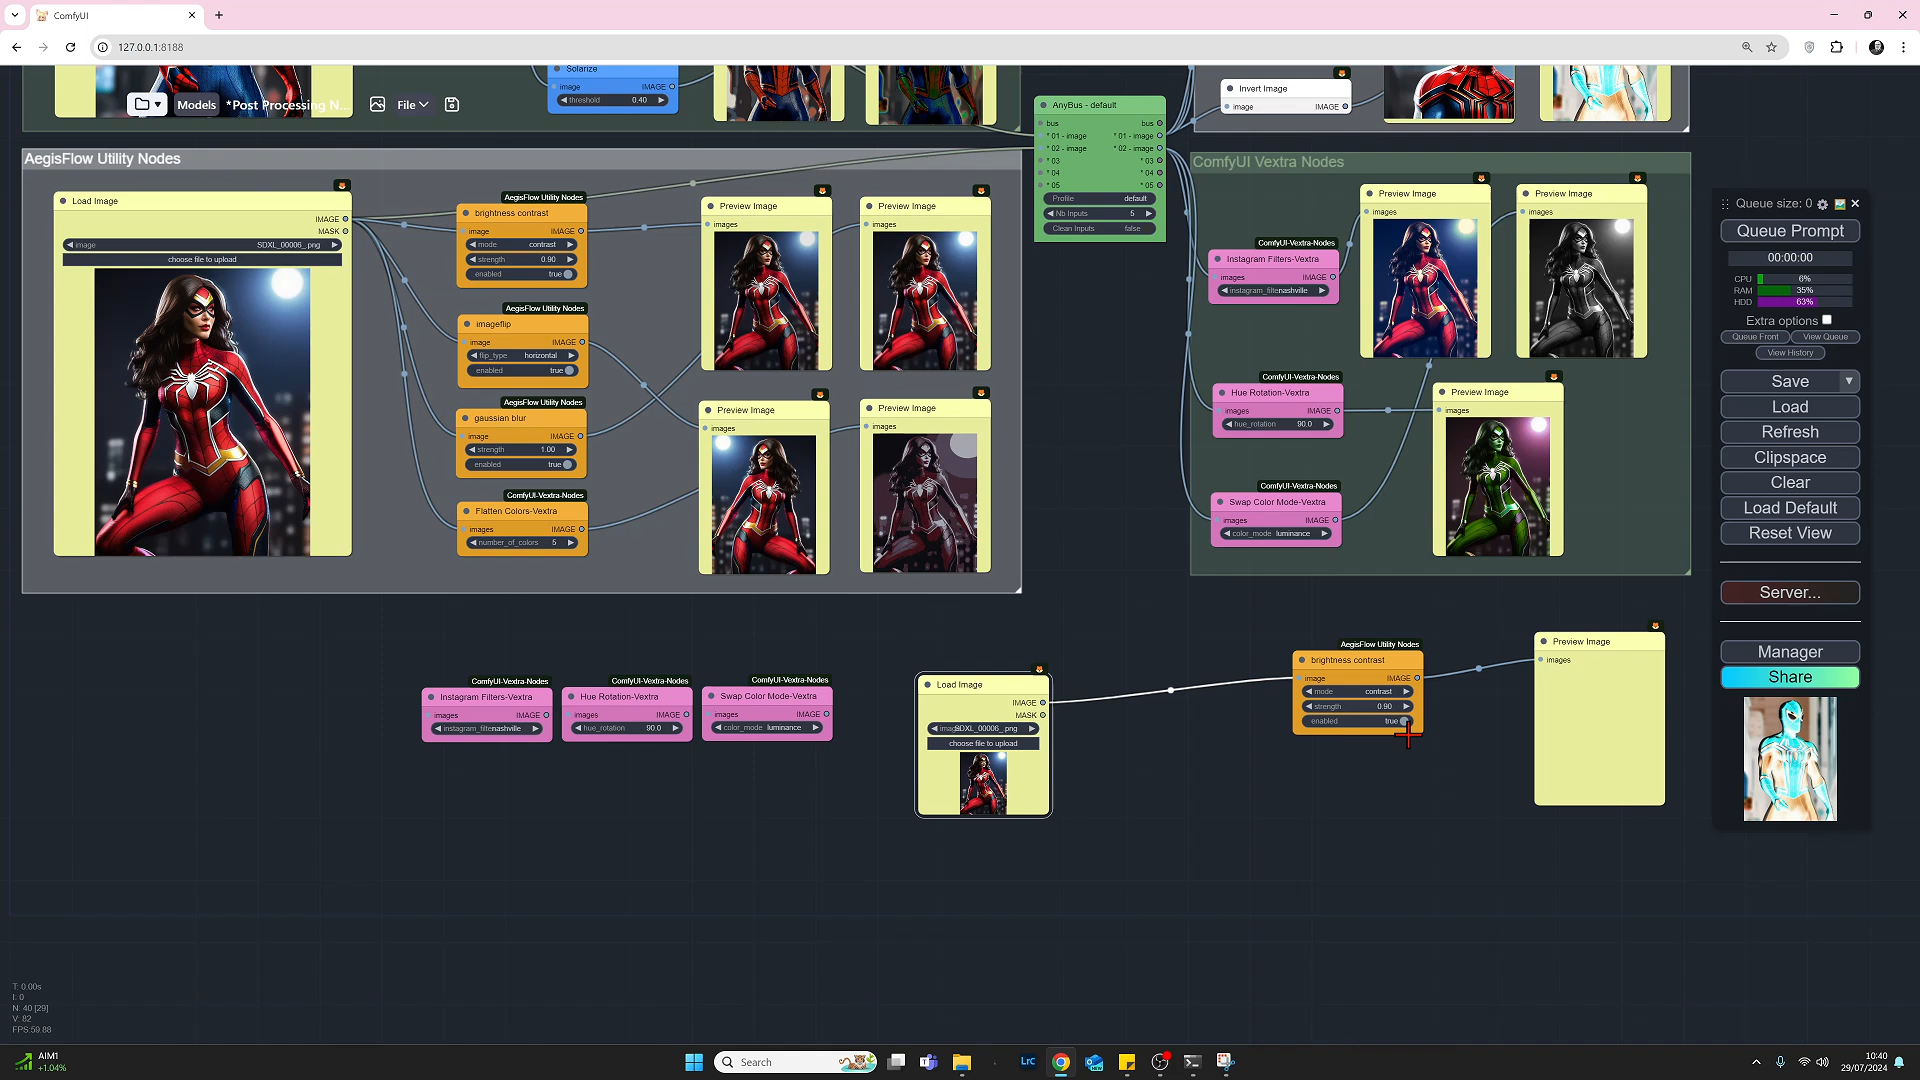 ComfyUI
127.0.0.1:8188
Models
*Post Processing N...
File
Solarize
image IMAGE
threshold 0.40
AnyBus - default
bus bus
* 01 - image * 01 - image
* 02 - image * 02 - image
* 03 * 03
* 04 * 04
* 05 * 05
Profile default
Nb Inputs 5
Clean Inputs false
Invert Image
image IMAGE
AegisFlow Utility Nodes
Load Image
IMAGE
MASK
image SDXL_00006_.png
choose file to upload
AegisFlow Utility Nodes
brightness contrast
image IMAGE
mode contrast
strength 0.90
enabled true
AegisFlow Utility Nodes
imageflip
image IMAGE
flip_type horizontal
enabled true
AegisFlow Utility Nodes
gaussian blur
image IMAGE
strength 1.00
enabled true
ComfyUI-Vextra-Nodes
Flatten Colors-Vextra
images IMAGE
number_of_colors 5
Preview Image
images
Preview Image
images
Preview Image
images
Preview Image
images
ComfyUI Vextra Nodes
ComfyUI-Vextra-Nodes
Instagram Filters-Vextra
images IMAGE
instagram_filte nashville
ComfyUI-Vextra-Nodes
Hue Rotation-Vextra
images IMAGE
hue_rotation 90.0
ComfyUI-Vextra-Nodes
Swap Color Mode-Vextra
images IMAGE
color_mode luminance
Preview Image
images
Preview Image
images
Preview Image
images
ComfyUI-Vextra-Nodes
Instagram Filters-Vextra
images IMAGE
instagram_filte nashville
ComfyUI-Vextra-Nodes
Hue Rotation-Vextra
images IMAGE
hue_rotation 90.0
ComfyUI-Vextra-Nodes
Swap Color Mode-Vextra
images IMAGE
color_mode luminance
Load Image
IMAGE
MASK
SDXL_00006_.png
choose file to upload
AegisFlow Utility Nodes
brightness contrast
image IMAGE
mode contrast
strength 0.90
enabled true
Preview Image
images
Queue size: 0
Queue Prompt
00:00:00
CPU 6%
RAM 35%
HDD 63%
Extra options
Queue Front View Queue
View History
Save
Load
Refresh
Clipspace
Clear
Load Default
Reset View
Server...
Manager
Share
T: 0.00s
I: 0
N: 40 [29]
V: 82
FPS:59.88
AIM1
+1.04%
Search
LrC
NEW
10:40
29/07/2024